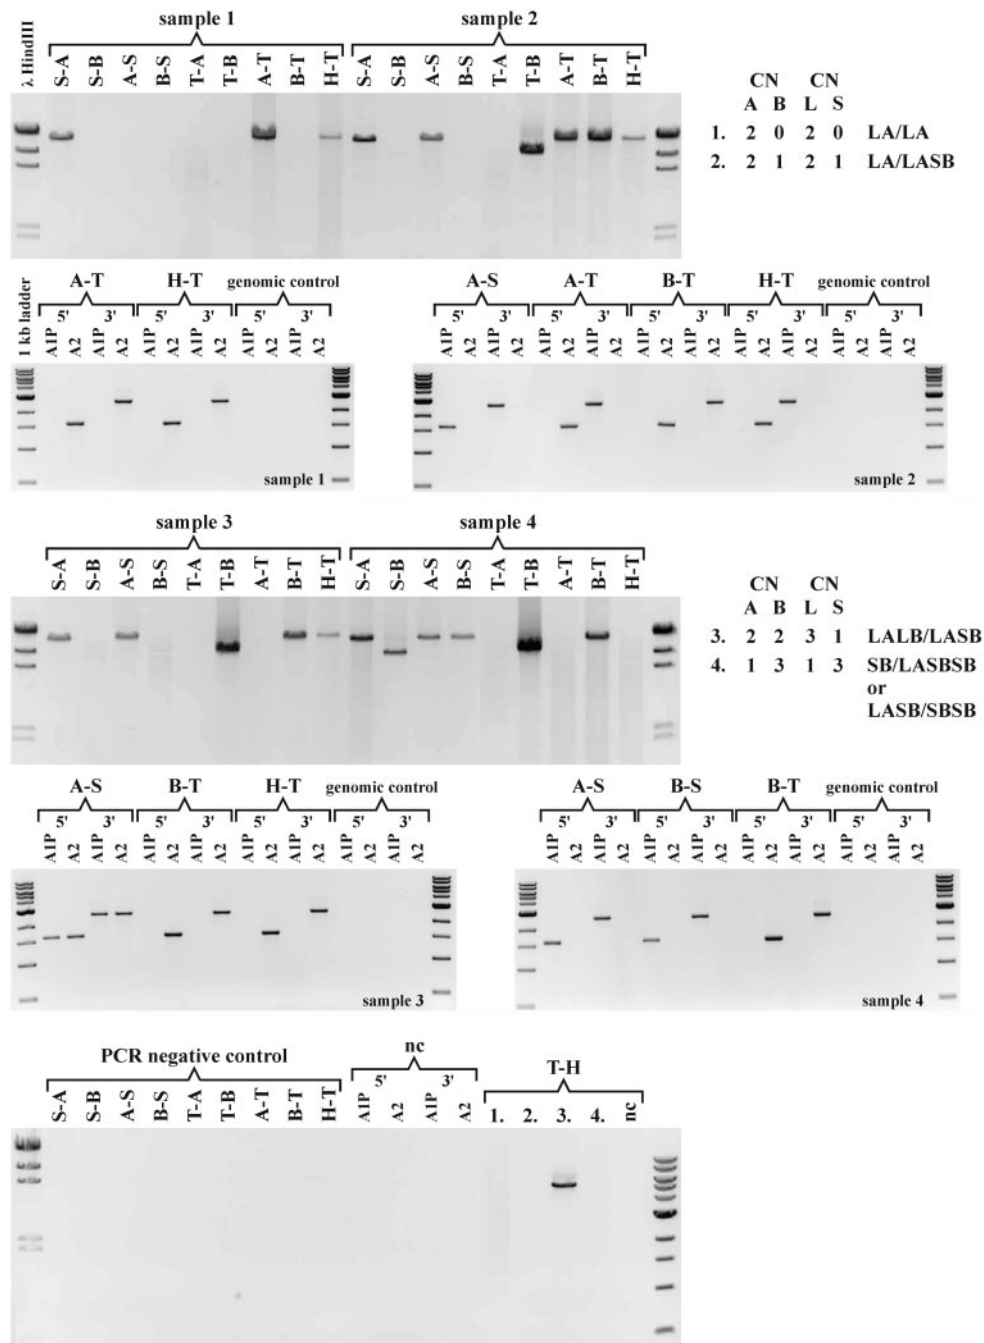 sample 1 sample 2
λ HindIII S-A S-B A-S B-S T-A T-B A-T B-T H-T S-A S-B A-S B-S T-A T-B A-T B-T H-T
CN CN
A B L S
1. 2 0 2 0 LA/LA
2. 2 1 2 1 LA/LASB
A-T H-T genomic control
5' 3' 5' 3' 5' 3'
1 kb ladder A1P A2 A1P A2 A1P A2 A1P A2 A1P A2 A1P A2
sample 1
A-S A-T B-T H-T genomic control
5' 3' 5' 3' 5' 3' 5' 3' 5' 3'
A1P A2 A1P A2 A1P A2 A1P A2 A1P A2 A1P A2 A1P A2 A1P A2 A1P A2 A1P A2
sample 2
sample 3 sample 4
S-A S-B A-S B-S T-A T-B A-T B-T H-T S-A S-B A-S B-S T-A T-B A-T B-T H-T
CN CN
A B L S
3. 2 2 3 1 LALB/LASB
4. 1 3 1 3 SB/LASBSB
or
LASB/SBSB
A-S B-T H-T genomic control
5' 3' 5' 3' 5' 3' 5' 3'
A1P A2 A1P A2 A1P A2 A1P A2 A1P A2 A1P A2 A1P A2 A1P A2
sample 3
A-S B-S B-T genomic control
5' 3' 5' 3' 5' 3' 5' 3'
A1P A2 A1P A2 A1P A2 A1P A2 A1P A2 A1P A2 A1P A2 A1P A2
sample 4
PCR negative control nc T-H
5' 3'
S-A S-B A-S B-S T-A T-B A-T B-T H-T A1P A2 A1P A2 1. 2. 3. 4. nc